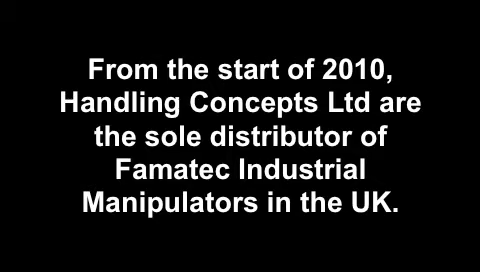 From the start of 2010,
Handling Concepts Ltd are
the sole distributor of
Famatec Industrial
Manipulators in the UK.